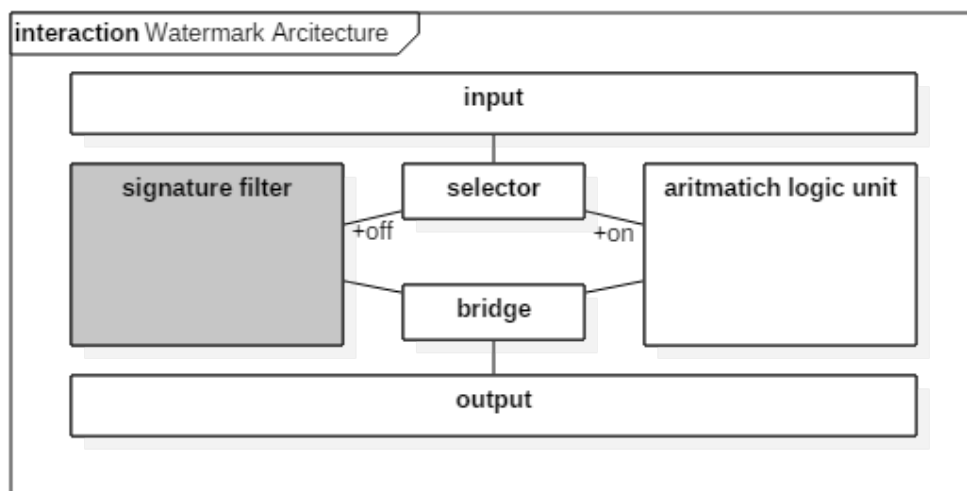 interaction Watermark Arcitecture
input
signature filter
selector
aritmatich logic unit
+off
+on
bridge
output